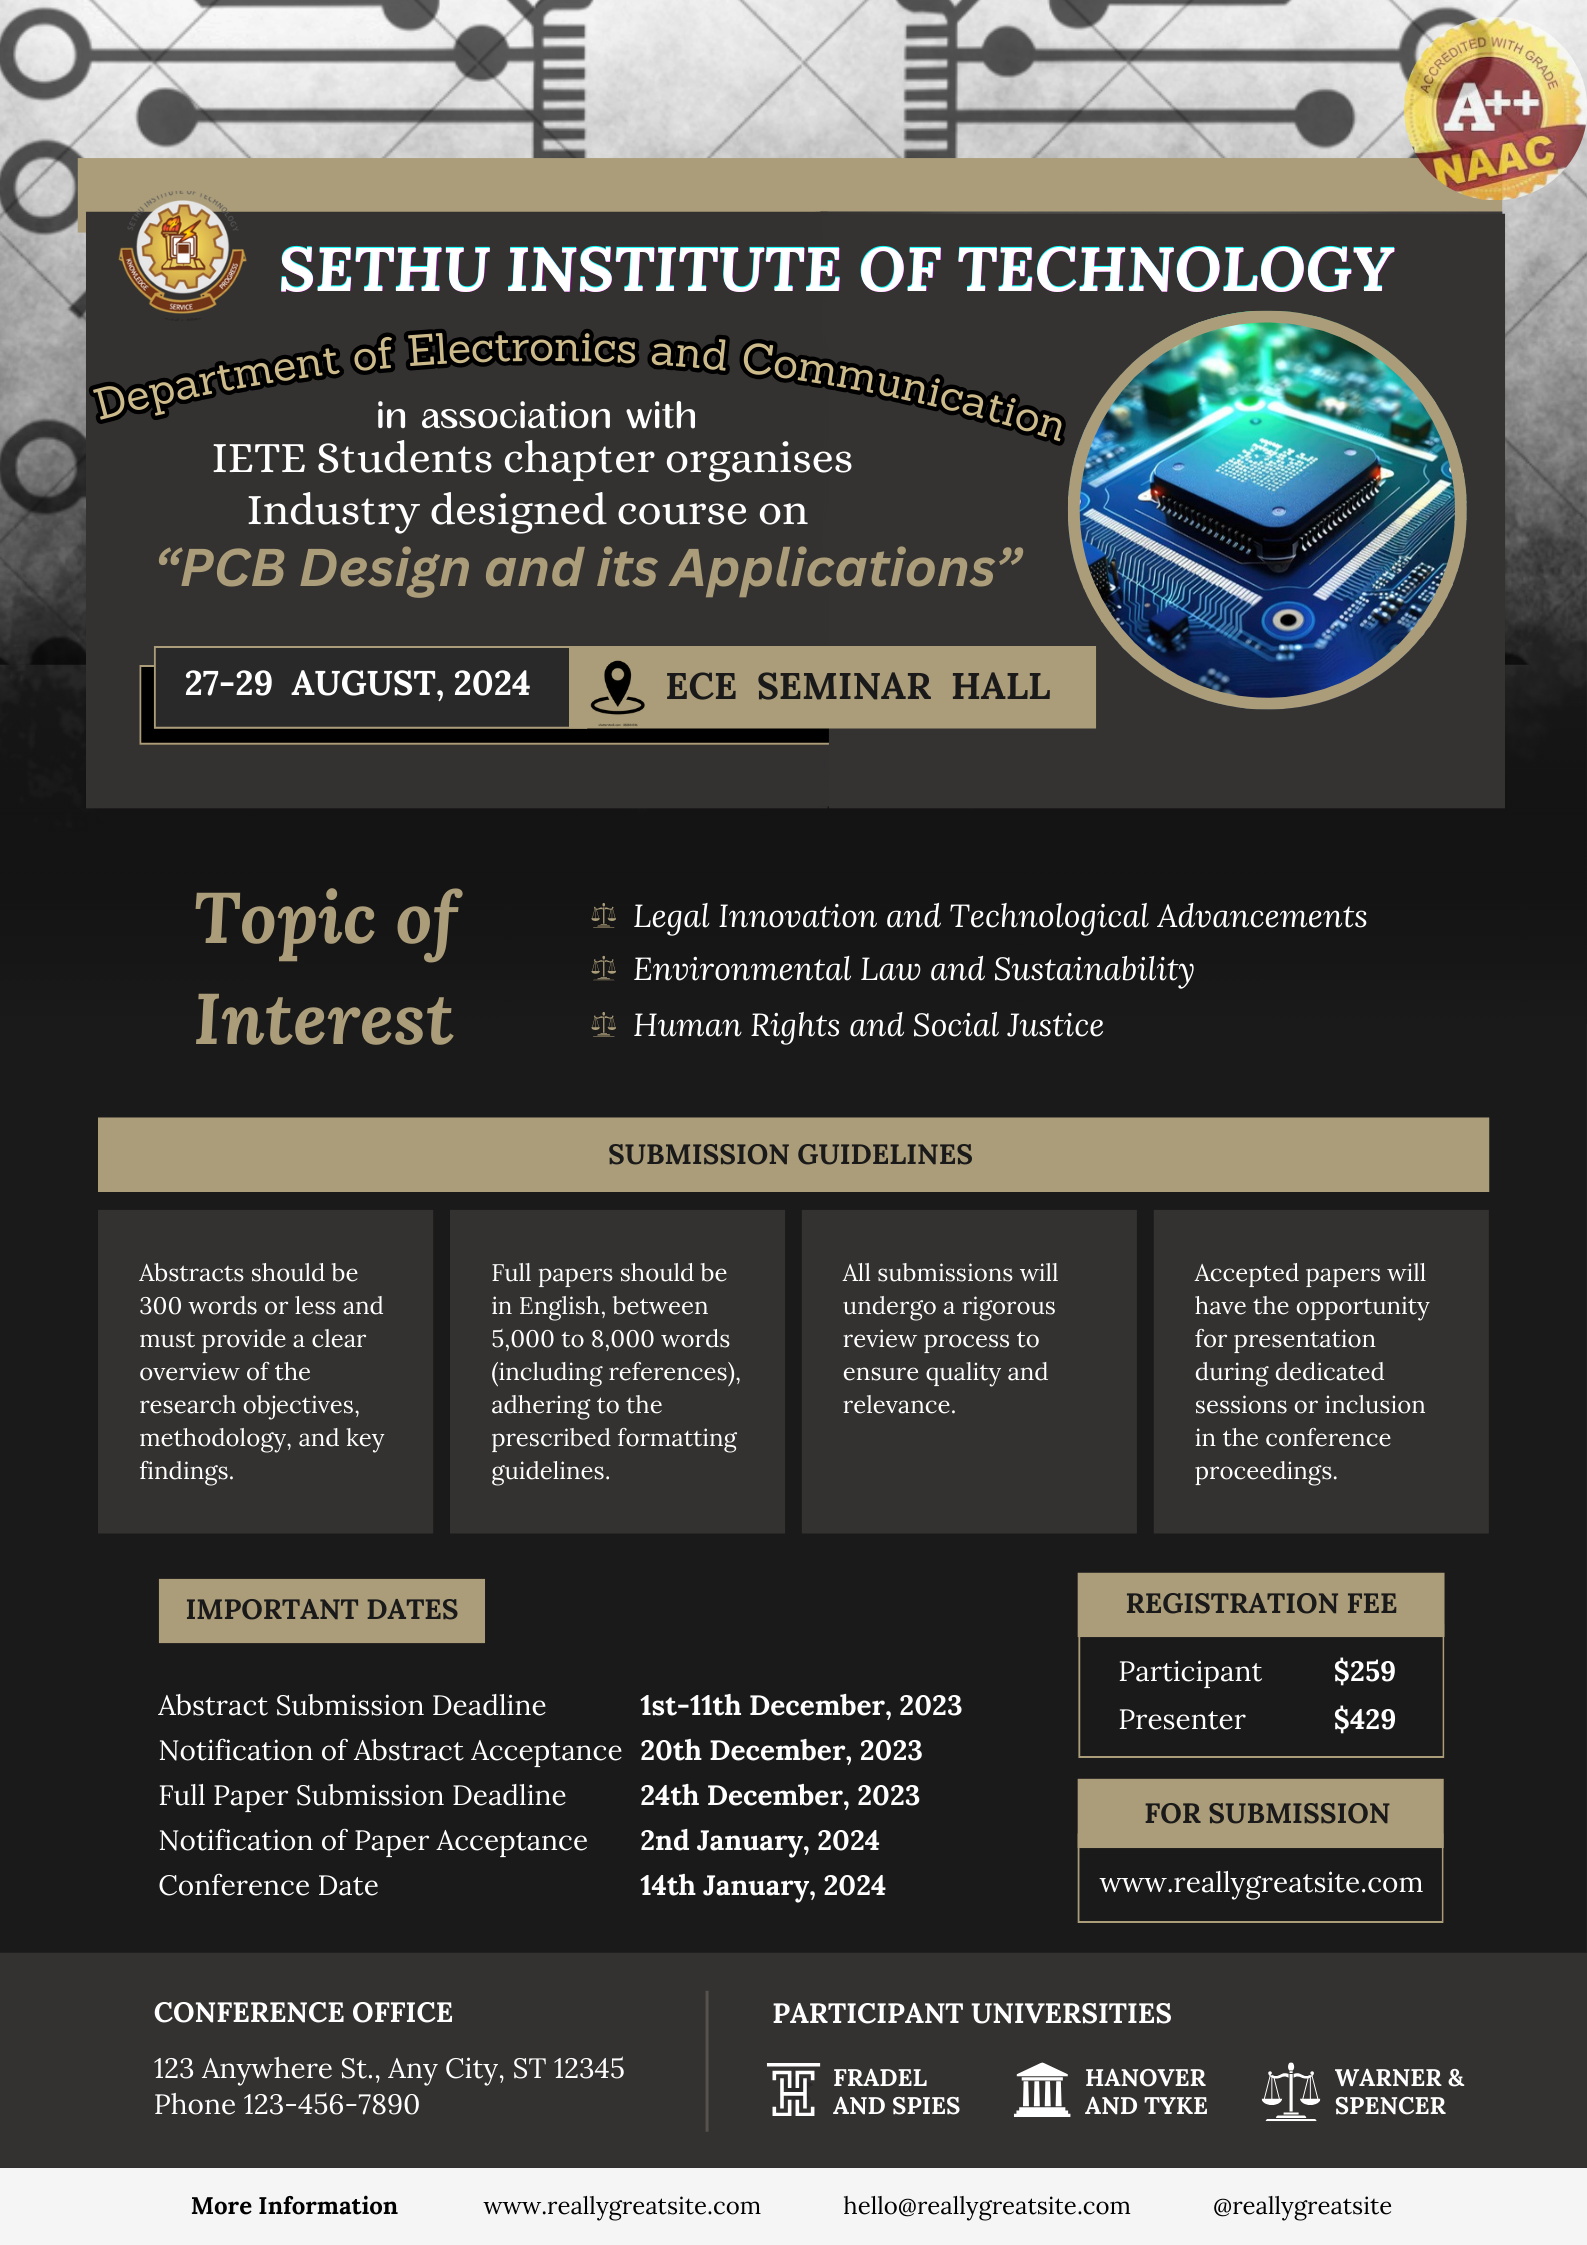 ACCREDITED WITH GRADE
A++
NAAC
SETHU INSTITUTE OF TECHNOLOGY
KNOWLEDGE
SERVICE
PROGRESS
SETHU INSTITUTE OF TECHNOLOGY
Department of Electronics and Communication
in association with
IETE Students chapter organises
Industry designed course on
“PCB Design and its Applications”
27-29 AUGUST, 2024
ECE SEMINAR HALL
Topic of
Interest
Legal Innovation and Technological Advancements
Environmental Law and Sustainability
Human Rights and Social Justice
SUBMISSION GUIDELINES
Abstracts should be
300 words or less and
must provide a clear
overview of the
research objectives,
methodology, and key
findings.
Full papers should be
in English, between
5,000 to 8,000 words
(including references),
adhering to the
prescribed formatting
guidelines.
All submissions will
undergo a rigorous
review process to
ensure quality and
relevance.
Accepted papers will
have the opportunity
for presentation
during dedicated
sessions or inclusion
in the conference
proceedings.
IMPORTANT DATES
Abstract Submission Deadline 1st-11th December, 2023
Notification of Abstract Acceptance 20th December, 2023
Full Paper Submission Deadline 24th December, 2023
Notification of Paper Acceptance 2nd January, 2024
Conference Date 14th January, 2024
REGISTRATION FEE
Participant $259
Presenter $429
FOR SUBMISSION
www.reallygreatsite.com
CONFERENCE OFFICE
123 Anywhere St., Any City, ST 12345
Phone 123-456-7890
PARTICIPANT UNIVERSITIES
FRADEL
AND SPIES
HANOVER
AND TYKE
WARNER &
SPENCER
More Information www.reallygreatsite.com hello@reallygreatsite.com @reallygreatsite